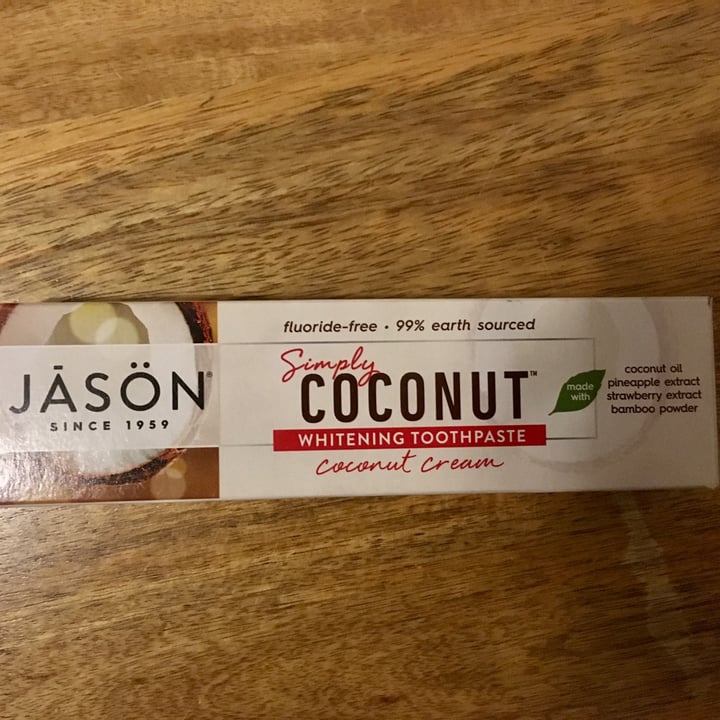 fluoride-free • 99% earth sourced
JĀSÖN®
SINCE 1959
Simply
COCONUT™
WHITENING TOOTHPASTE
coconut cream
made
with
coconut oil
pineapple extract
strawberry extract
bamboo powder